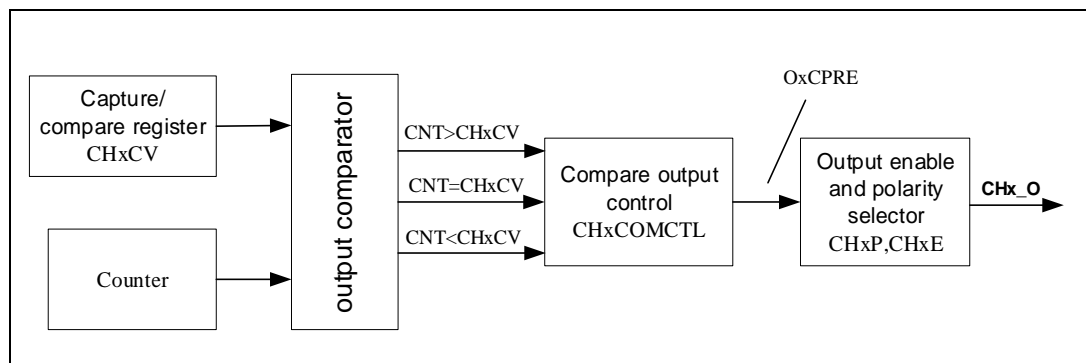 Capture/
compare register
CHxCV
Counter
output comparator
CNT>CHxCV
CNT=CHxCV
CNT<CHxCV
Compare output
control
CHxCOMCTL
OxCPRE
Output enable
and polarity
selector
CHxP,CHxE
CHx_O